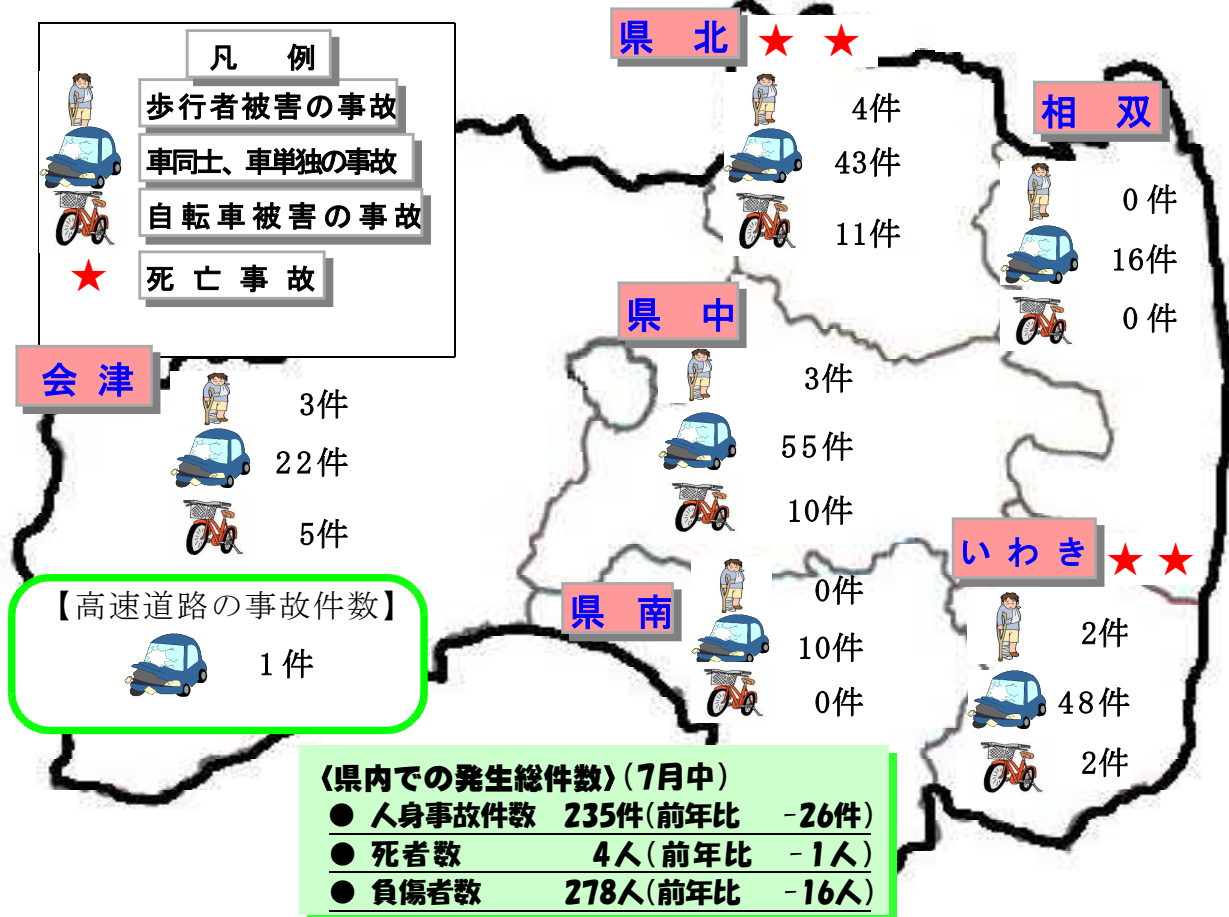 凡　例
歩行者被害の事故
車同士、車単独の事故
自転車被害の事故
★ 死亡事故
県　北 ★ ★
4件
43件
11件
相　双
0件
16件
0件
県　中
3件
55件
10件
会津
3件
22件
5件
いわき ★★
2件
48件
2件
県　南
0件
10件
0件
【高速道路の事故件数】
1件
〈県内での発生総件数〉(7月中)
● 人身事故件数　235件(前年比　-26件)
● 死者数　4人(前年比　-1人)
● 負傷者数　278人(前年比　-16人)